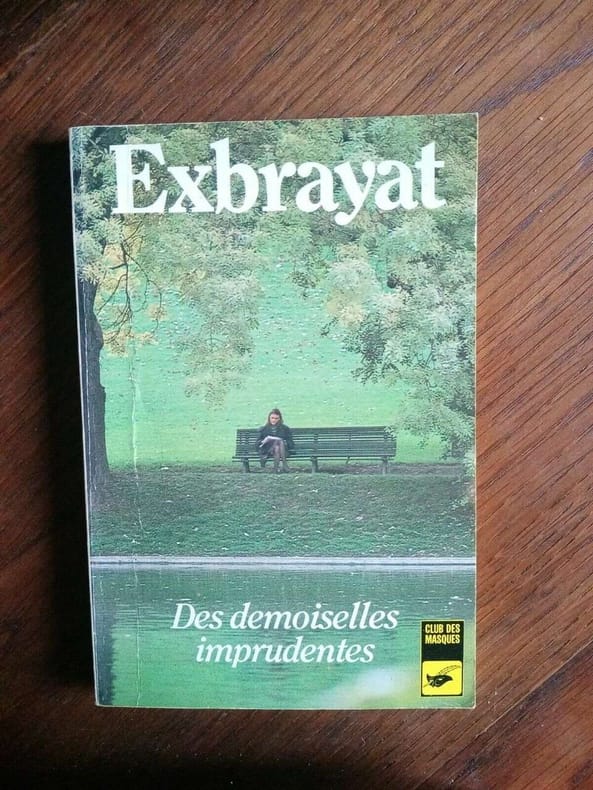 Exbrayat
Des demoiselles
imprudentes
CLUB DES
MASQUES